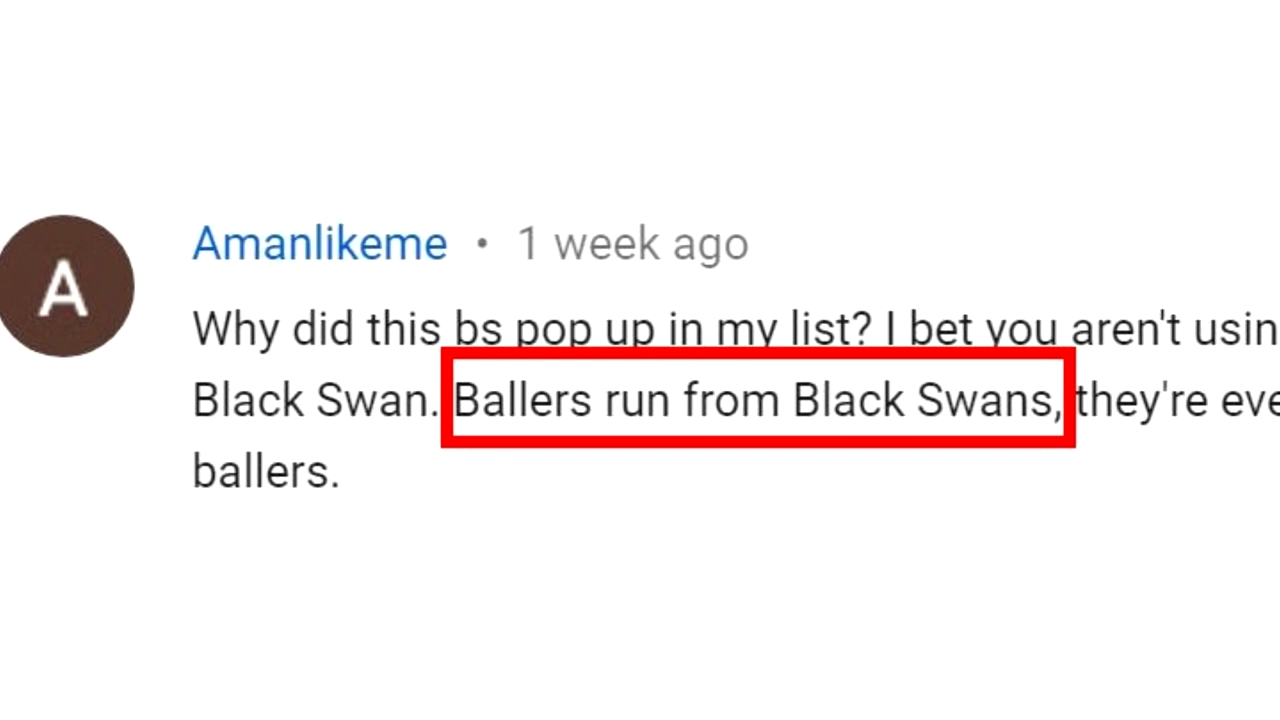 A
Amanlikeme • 1 week ago
Why did this bs pop up in my list? I bet you aren't usin
Black Swan. Ballers run from Black Swans, they're eve
ballers.